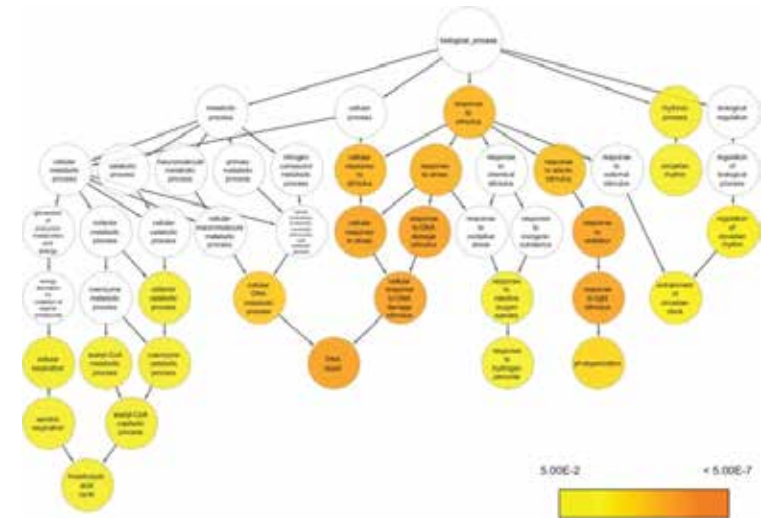 biological_process
metabolic
process
cellular
process
response
to
stimulus
rhythmic
process
biological
regulation
cellular
metabolic
process
catabolic
process
macromolecule
metabolic
process
primary
metabolic
process
nitrogen
compound
metabolic
process
cellular
response to
stimulus
response
to stress
response
to
chemical
stimulus
response
to abiotic
stimulus
response
to
external
stimulus
circadian
rhythm
regulation
of
biological
process
generation
of
precursor
metabolites
and
energy
cofactor
metabolic
process
cellular
catabolic
process
cellular
macromolecule
metabolic
process
cellular
response
to stress
response
to DNA
damage
stimulus
response
to
oxidative
stress
response
to
inorganic
substance
response
to
radiation
regulation
of
circadian
rhythm
coenzyme
metabolic
process
cofactor
catabolic
process
cellular
DNA
metabolic
process
cellular
response
to DNA
damage
stimulus
response
to
reactive
oxygen
species
response
to light
stimulus
entrainment
of
circadian
clock
cellular
respiration
acetyl-CoA
metabolic
process
coenzyme
catabolic
process
DNA
repair
response
to
hydrogen
peroxide
aerobic
respiration
acetyl-CoA
catabolic
process
tricarboxylic
acid
cycle
5.00E-2
< 5.00E-7